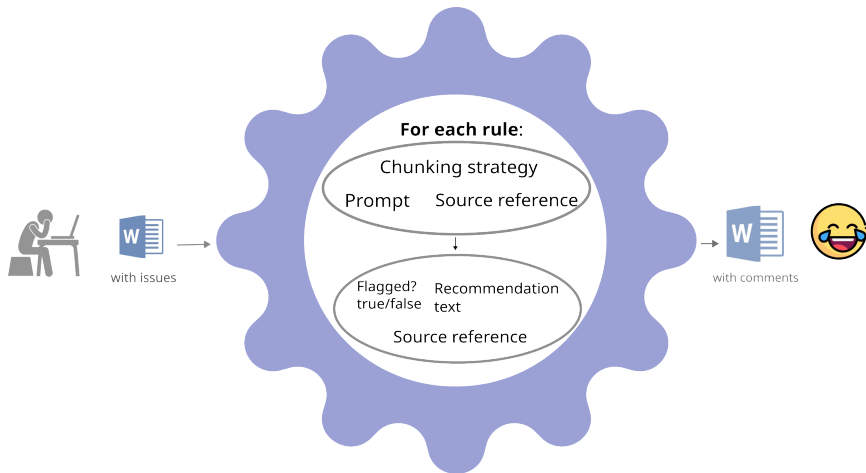 For each rule:
Chunking strategy
Prompt
Source reference
W
with issues
Flagged?
true/false
Recommendation
text
Source reference
W
with comments